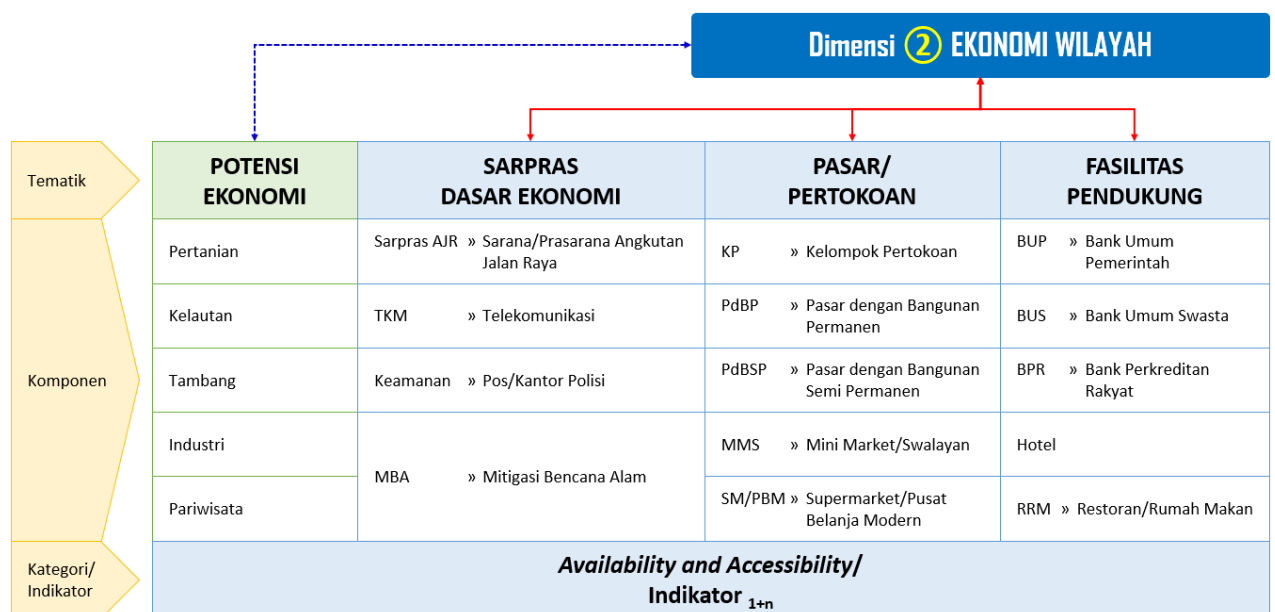 Dimensi ② EKONOMI WILAYAH
Tematik
POTENSI
EKONOMI
SARPRAS
DASAR EKONOMI
PASAR/
PERTOKOAN
FASILITAS
PENDUKUNG
Komponen
Pertanian
Sarpras AJR » Sarana/Prasarana Angkutan
Jalan Raya
KP » Kelompok Pertokoan
BUP » Bank Umum
Pemerintah
Kelautan
TKM » Telekomunikasi
PdBP » Pasar dengan Bangunan
Permanen
BUS » Bank Umum Swasta
Tambang
Keamanan » Pos/Kantor Polisi
PdBSP » Pasar dengan Bangunan
Semi Permanen
BPR » Bank Perkreditan
Rakyat
Industri
MBA » Mitigasi Bencana Alam
MMS » Mini Market/Swalayan
Hotel
Pariwisata
SM/PBM » Supermarket/Pusat
Belanja Modern
RRM » Restoran/Rumah Makan
Kategori/
Indikator
Availability and Accessibility/
Indikator 1+n